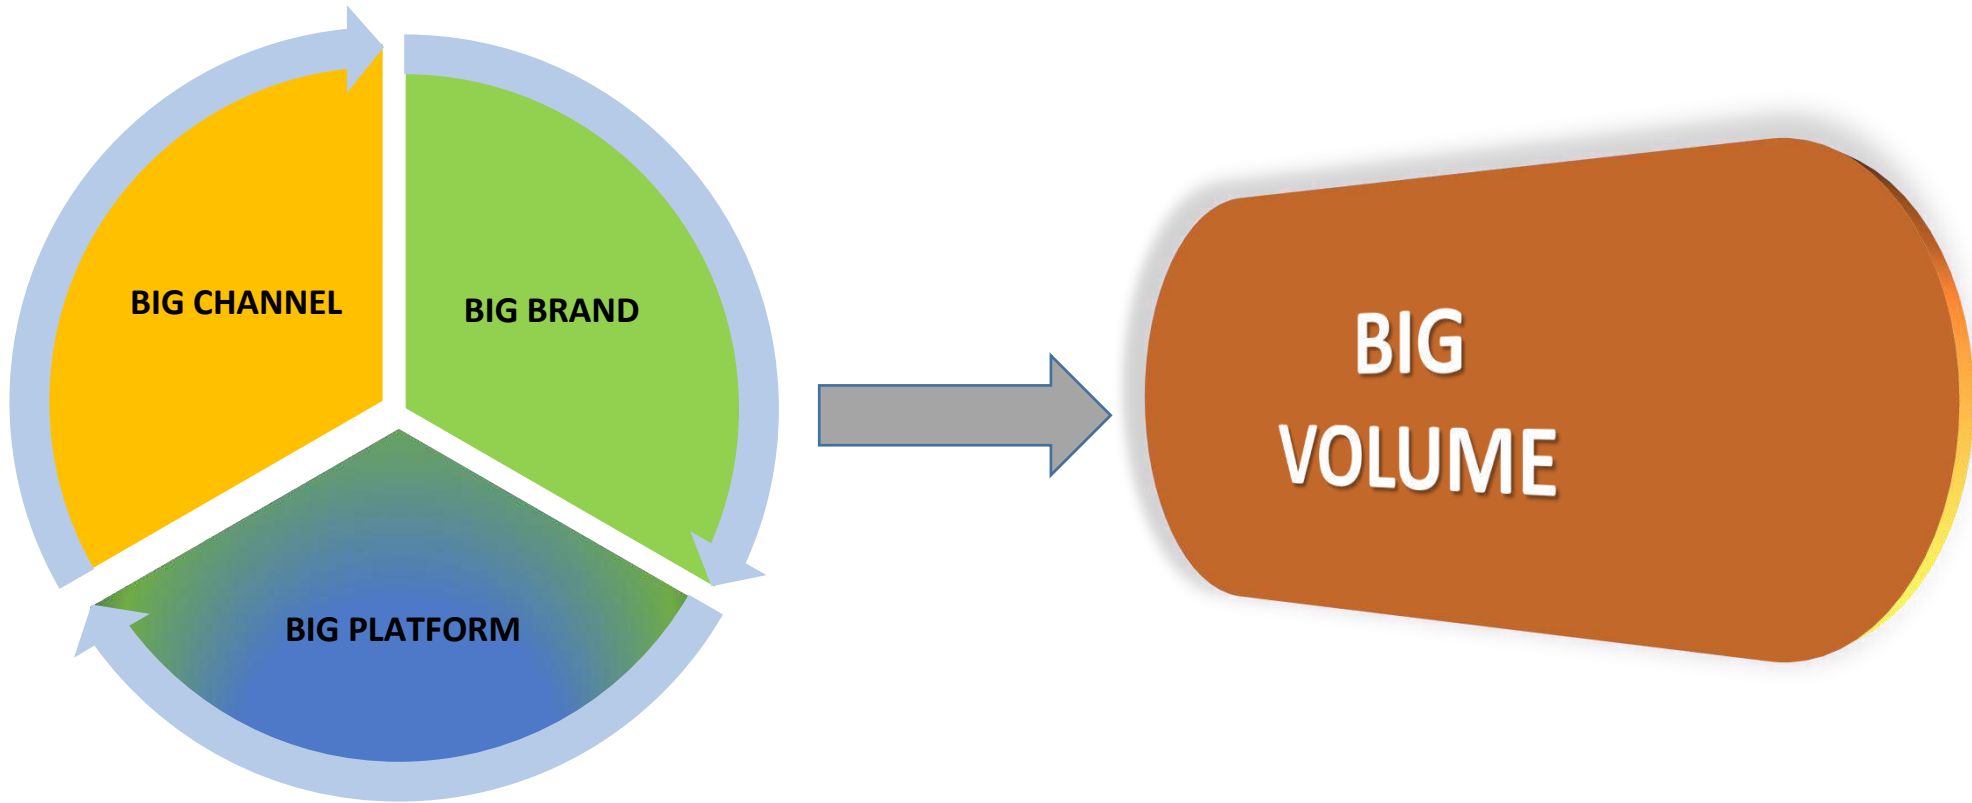 BIG CHANNEL
BIG BRAND
BIG PLATFORM
BIG
VOLUME